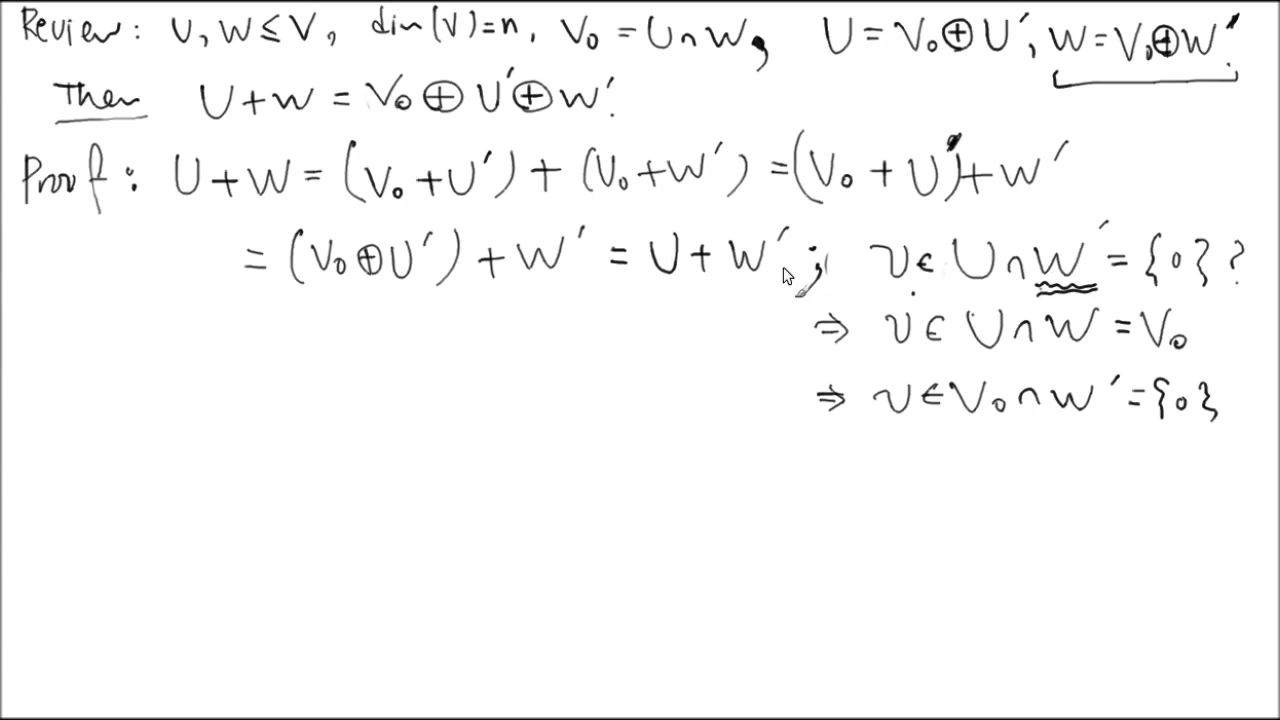 Review: U, W ≤ V, dim(V)=n, V₀ = U∩W, U = V₀⊕U′, W=V₀⊕W′.
Then U+W = V₀ ⊕ U′⊕W′.
Proof: U+W = (V₀+U′) + (V₀+W′) =(V₀ + U′)+W′
= (V₀⊕U′) + W′ = U+W′; v∈ U∩W′ = {0}?
⇒ v∈ U∩W = V₀
⇒ v∈V₀∩W′={0}